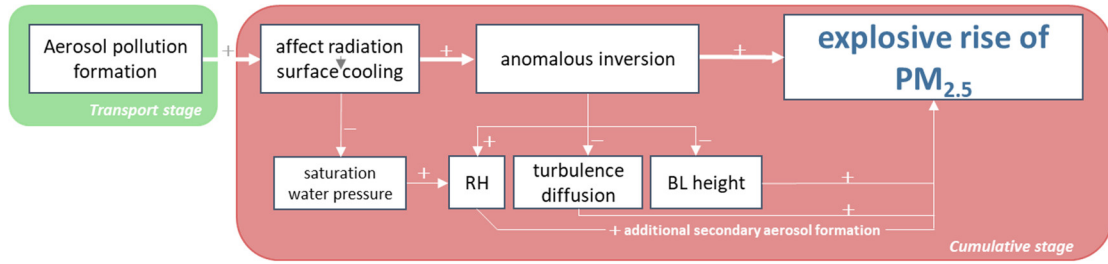 Aerosol pollution
formation
Transport stage
+
affect radiation
surface cooling
+
anomalous inversion
+
explosive rise of
PM2.5
−
saturation
water pressure
+
+
−
−
RH
turbulence
diffusion
BL height
+
+
+ additional secondary aerosol formation
Cumulative stage